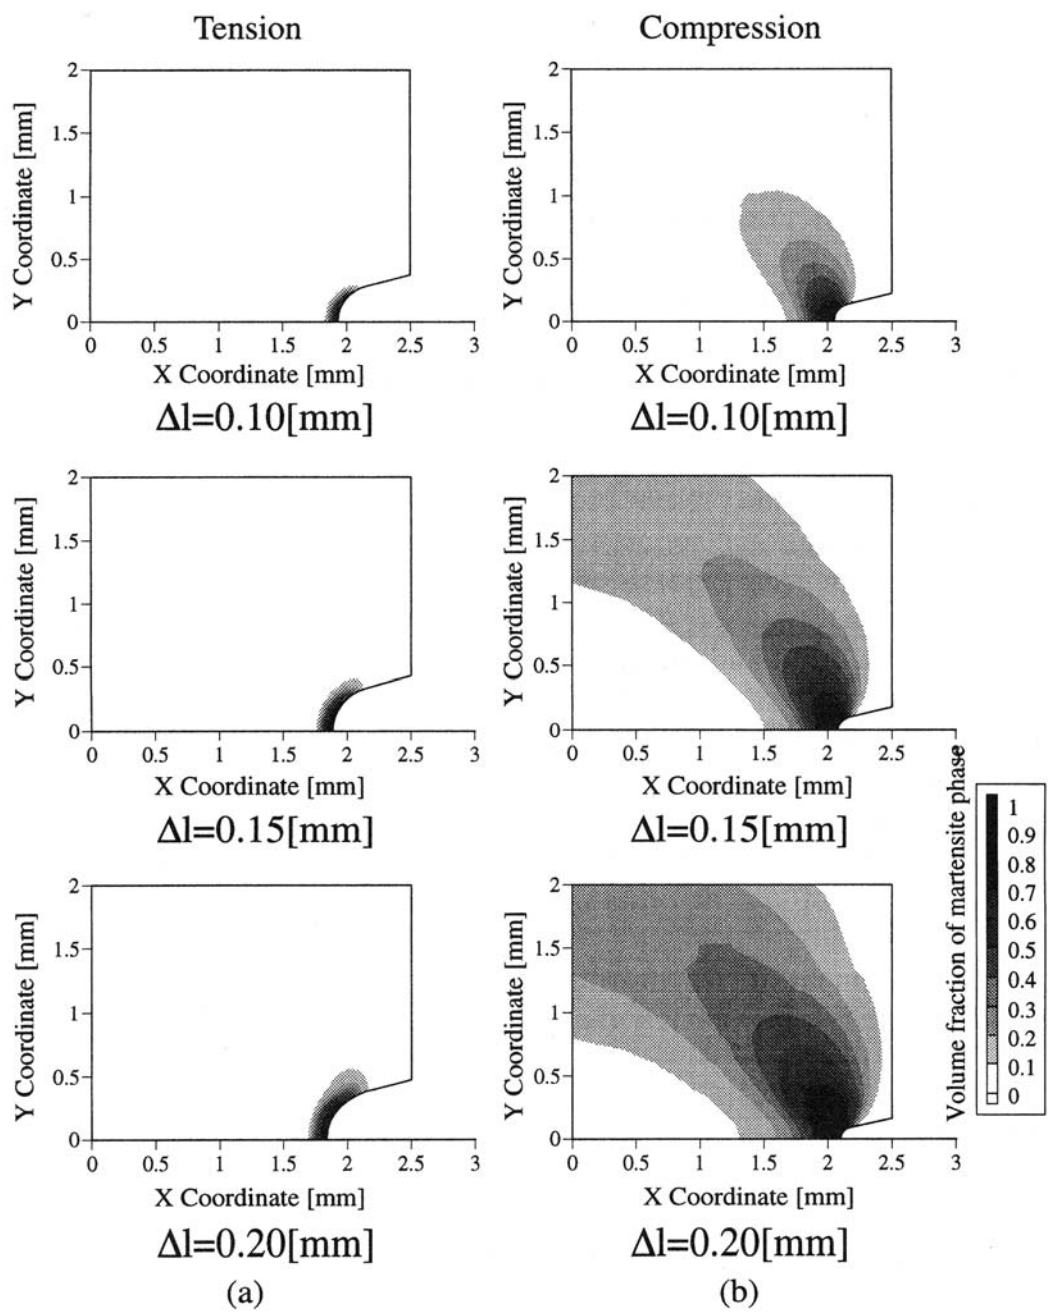 Tension
Compression
2
1.5
1
0.5
0
Y Coordinate [mm]
0 0.5 1 1.5 2 2.5 3
X Coordinate [mm]
Δl=0.10[mm]
2
1.5
1
0.5
0
Y Coordinate [mm]
0 0.5 1 1.5 2 2.5 3
X Coordinate [mm]
Δl=0.10[mm]
2
1.5
1
0.5
0
Y Coordinate [mm]
0 0.5 1 1.5 2 2.5 3
X Coordinate [mm]
Δl=0.15[mm]
2
1.5
1
0.5
0
Y Coordinate [mm]
0 0.5 1 1.5 2 2.5 3
X Coordinate [mm]
Δl=0.15[mm]
Volume fraction of martensite phase
1
0.9
0.8
0.7
0.6
0.5
0.4
0.3
0.2
0.1
0
2
1.5
1
0.5
0
Y Coordinate [mm]
0 0.5 1 1.5 2 2.5 3
X Coordinate [mm]
Δl=0.20[mm]
(a)
2
1.5
1
0.5
0
Y Coordinate [mm]
0 0.5 1 1.5 2 2.5 3
X Coordinate [mm]
Δl=0.20[mm]
(b)